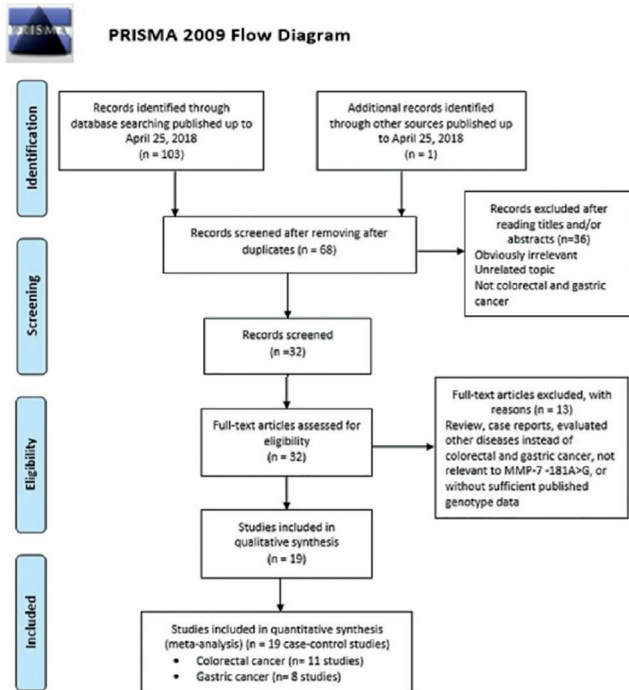 PRISMA
PRISMA 2009 Flow Diagram
Identification
Records identified through
database searching published up to
April 25, 2018
(n = 103)
Additional records identified
through other sources published up
to April 25, 2018
(n = 1)
Records screened after removing after
duplicates (n = 68)
Records excluded after
reading titles and/or
abstracts (n=36)
Obviously irrelevant
Unrelated topic
Not colorectal and gastric
cancer
Screening
Records screened
(n =32)
Eligibility
Full-text articles assessed for
eligibility
(n = 32)
Full-text articles excluded, with
reasons (n = 13)
Review, case reports, evaluated
other diseases instead of
colorectal and gastric cancer, not
relevant to MMP-7 -181A>G, or
without sufficient published
genotype data
Studies included in
qualitative synthesis
(n = 19)
Included
Studies included in quantitative synthesis
(meta-analysis) (n = 19 case-control studies)
• Colorectal cancer (n= 11 studies)
• Gastric cancer (n= 8 studies)